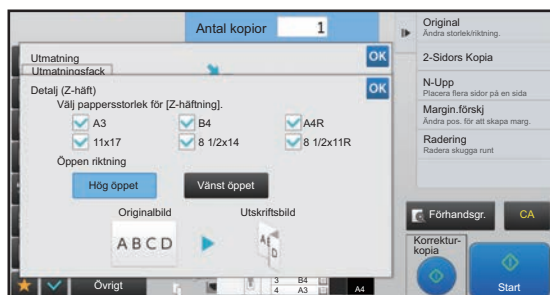 Antal kopior 1
Utmatning
OK
Utmatningsfack
Detalj (Z-häft)
OK
Välj pappersstorlek för [Z-häftning].
A3
B4
A4R
11x17
8 1/2x14
8 1/2x11R
Öppen riktning
Hög öppet
Vänst öppet
Originalbild
Utskriftsbild
A B C D
A
D
Övrigt
3 B4
4 A3
A4
Original
Ändra storlek/riktning.
2-Sidors Kopia
N-Upp
Placera flera sidor på en sida
Margin.förskj
Ändra pos. för att skapa marg.
Radering
Radera skugga runt
Förhandsgr.
CA
Korrektur-
kopia
Start